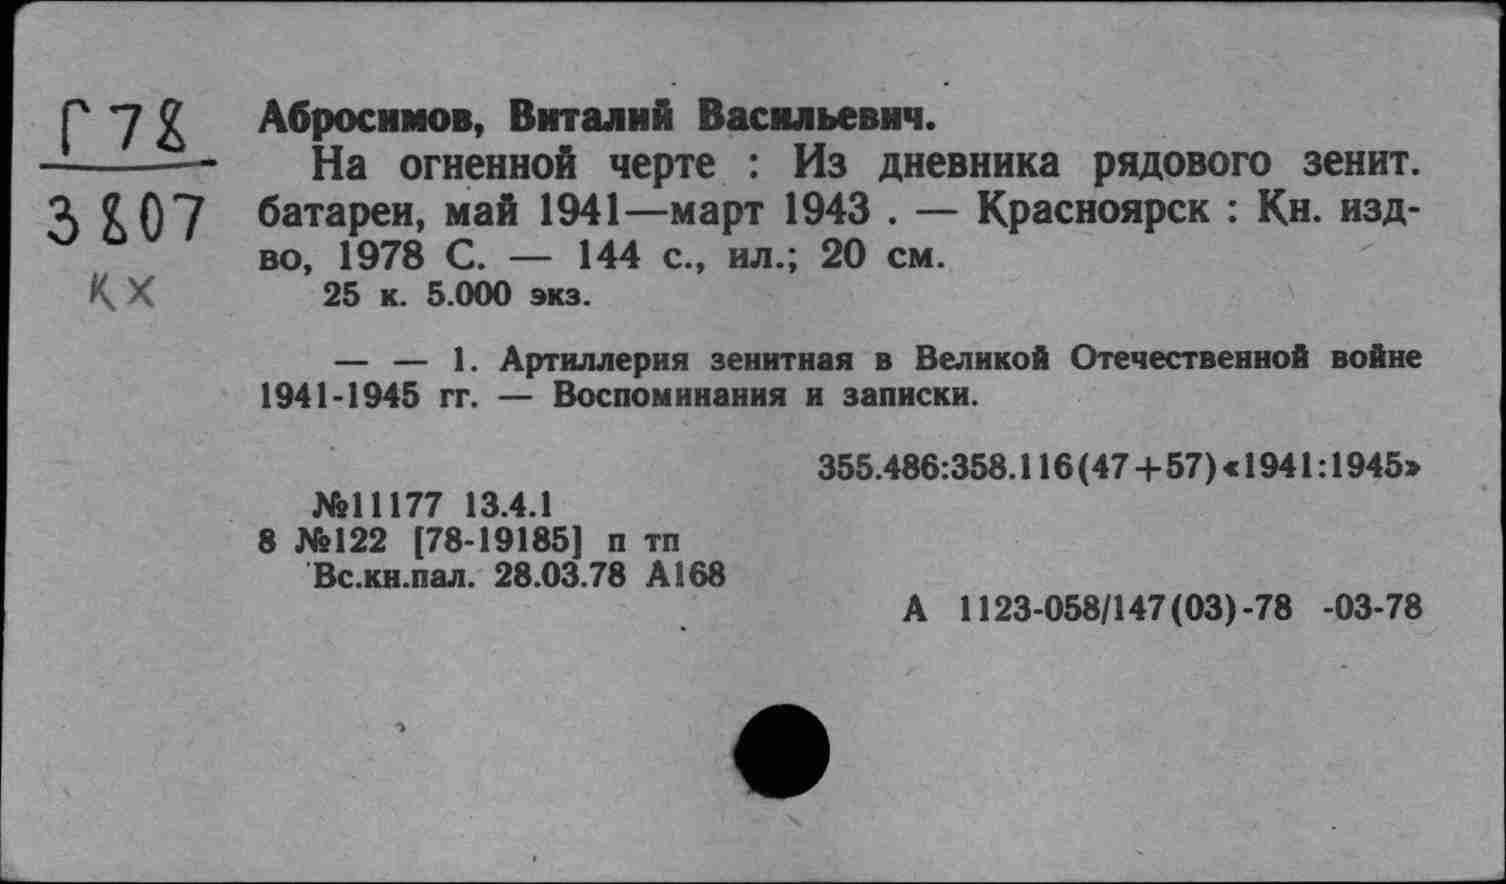 Г 78
3807
КХ
Абросимов, Виталий Васильевич.
На огненной черте : Из дневника рядового зенит.
батареи, май 1941—март 1943 . — Красноярск : Кн. изд-
во, 1978 С. — 144 с., ил.; 20 см.
25 к. 5.000 экз.
— — 1. Артиллерия зенитная в Великой Отечественной войне
1941-1945 гг. — Воспоминания и записки.
355.486:358.116(47+57)«1941:1945»
№11177 13.4.1
8 №122 [78-19185] п тп
Вс.кн.пал. 28.03.78 А168
А 1123-058/147(03)-78 -03-78